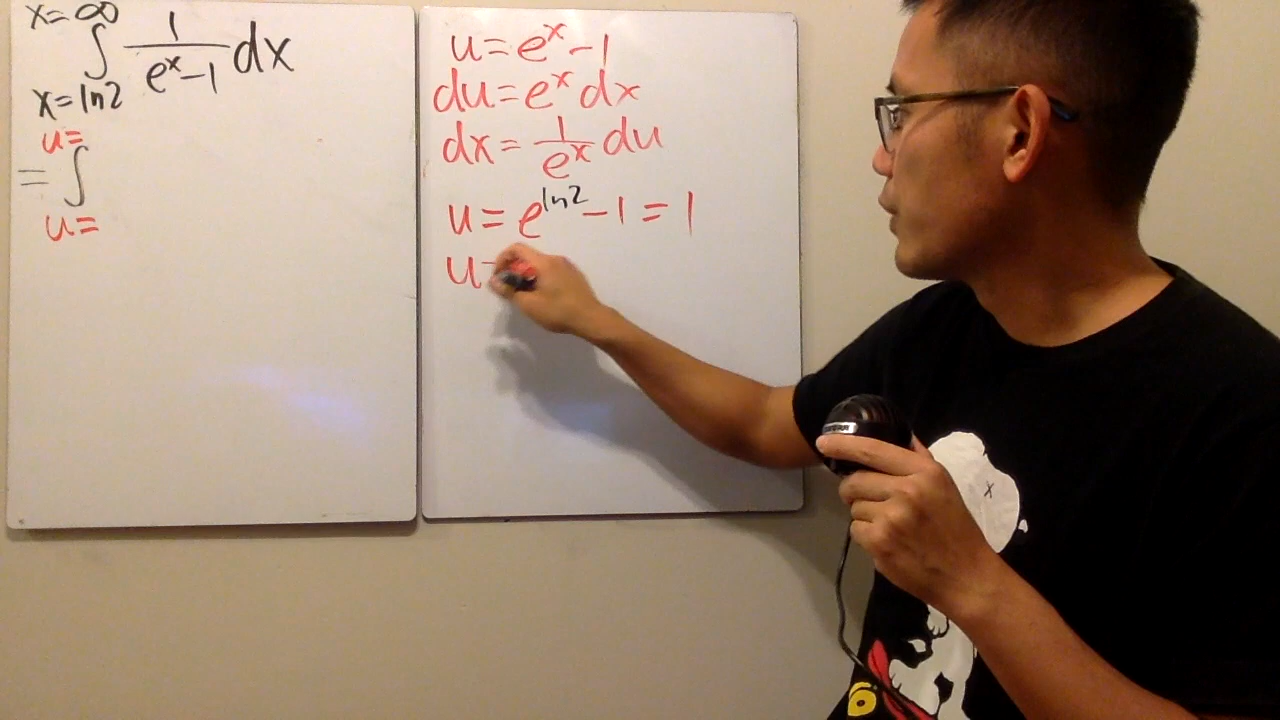 x=∞
∫ 1/(e^x-1) dx
x=ln2
u=
=∫
u=
u=e^x-1
du=e^x dx
dx=1/e^x du
u=e^ln2-1=1
u=